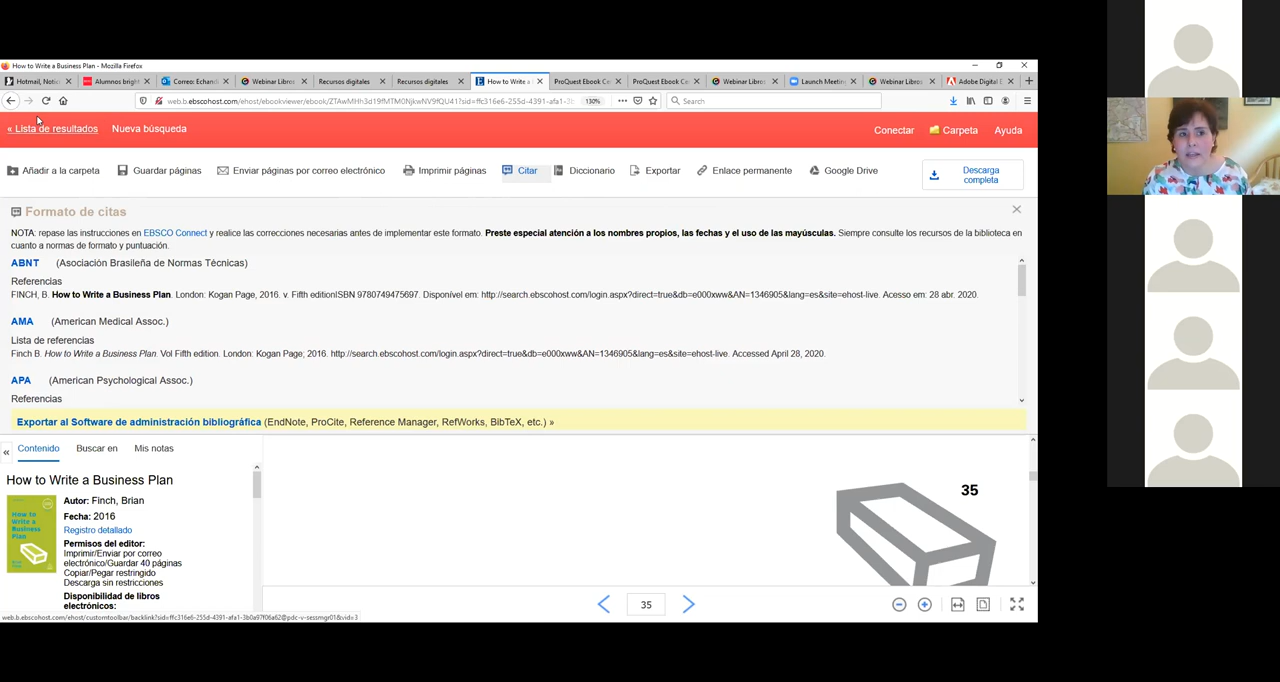 How to Write a Business Plan - Mozilla Firefox
Hotmail, Notic
Alumnos bright
Correo: Echand
Webinar Libros
Recursos digitales
Recursos digitales
How to Write a
ProQuest Ebook Ce
ProQuest Ebook Cen
Webinar Libros
Launch Meeting
Webinar Libros
Adobe Digital E
130%
Search
« Lista de resultados
Nueva búsqueda
Conectar
Carpeta
Ayuda
Añadir a la carpeta
Guardar páginas
Enviar páginas por correo electrónico
Imprimir páginas
Citar
Diccionario
Exportar
Enlace permanente
Google Drive
Descarga
completa
Formato de citas
NOTA: repase las instrucciones en EBSCO Connect y realice las correcciones necesarias antes de implementar este formato. Preste especial atención a los nombres propios, las fechas y el uso de las mayúsculas. Siempre consulte los recursos de la biblioteca en
cuanto a normas de formato y puntuación.
ABNT (Asociación Brasileña de Normas Técnicas)
Referencias
FINCH, B. How to Write a Business Plan. London: Kogan Page, 2016. v. Fifth editionISBN 9780749475697. Disponível em: http://search.ebscohost.com/login.aspx?direct=true&db=e000xww&AN=1346905&lang=es&site=ehost-live. Acesso em: 28 abr. 2020.
AMA (American Medical Assoc.)
Lista de referencias
Finch B. How to Write a Business Plan. Vol Fifth edition. London: Kogan Page; 2016. http://search.ebscohost.com/login.aspx?direct=true&db=e000xww&AN=1346905&lang=es&site=ehost-live. Accessed April 28, 2020.
APA (American Psychological Assoc.)
Referencias
Exportar al Software de administración bibliográfica (EndNote, ProCite, Reference Manager, RefWorks, BibTeX, etc.) »
« Contenido
Buscar en
Mis notas
How to Write a Business Plan
How to
Write a
Business
Plan
Autor: Finch, Brian
Fecha: 2016
Registro detallado
Permisos del editor:
Imprimir/Enviar por correo
electrónico/Guardar 40 páginas
Copiar/Pegar restringido
Descarga sin restricciones
Disponibilidad de libros
electrónicos:
35
35